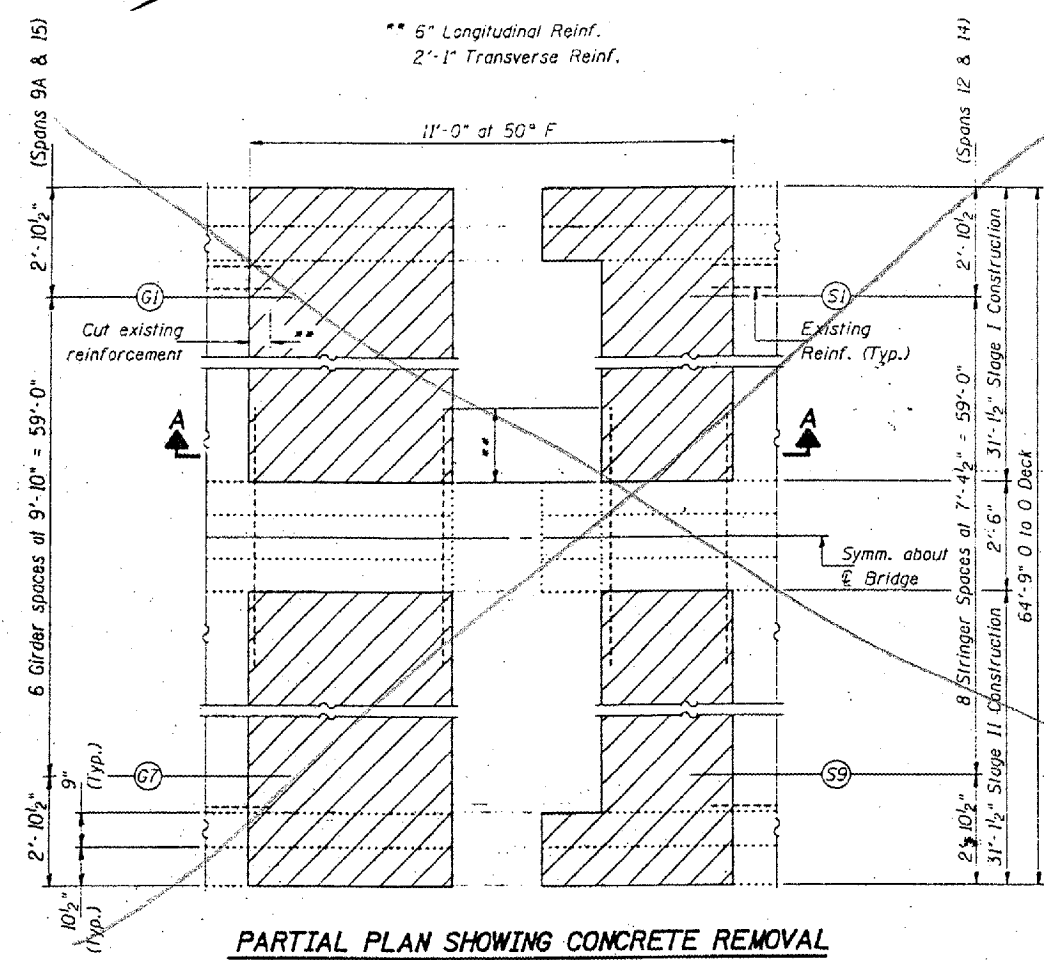 ** 6" Longitudinal Reinf.
2'-1" Transverse Reinf.
(Spans 9A & 15)
(Spans 12 & 14)
11'-0" at 50° F
2'-10½"
2'-10½"
31'-1½" Stage I Construction
G1
S1
Cut existing
reinforcement
**
Existing
Reinf. (Typ.)
6 Girder spaces at 9'-10" = 59'-0"
8 Stringer Spaces at 7'-4½" = 59'-0"
A
A
**
2'-6"
64'-9" O to O Deck
Symm. about
℄ Bridge
31'-1½" Stage II Construction
G7
S9
9"
(Typ.)
2'-10½"
2'-10½"
10½"
(Typ.)
PARTIAL PLAN SHOWING CONCRETE REMOVAL